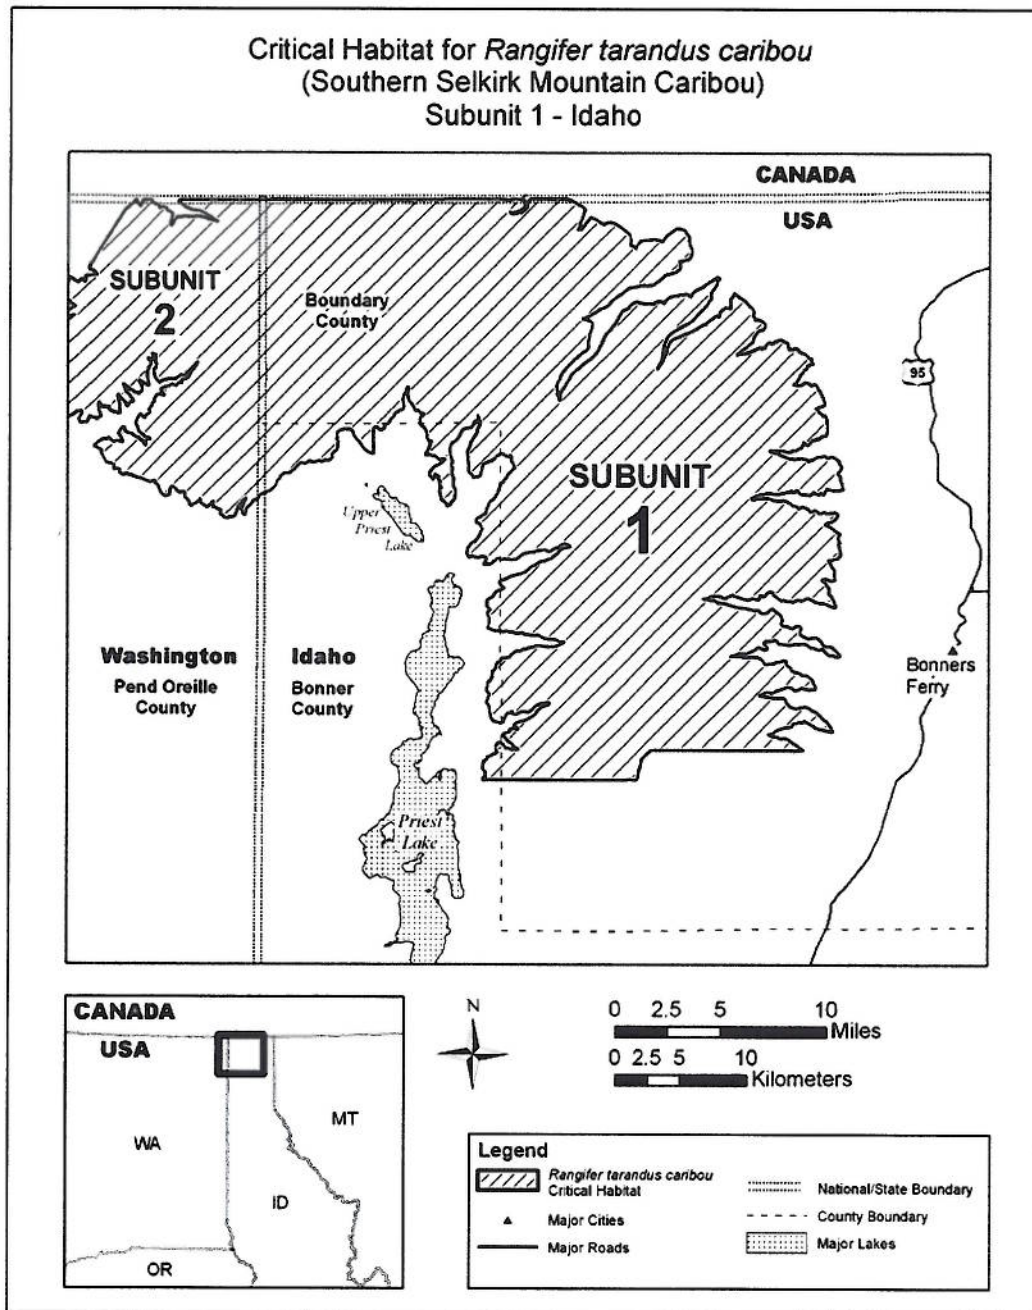 Critical Habitat for Rangifer tarandus caribou
(Southern Selkirk Mountain Caribou)
Subunit 1 - Idaho
CANADA
USA
SUBUNIT
2
Boundary
County
95
SUBUNIT
1
Upper
Priest
Lake
Washington
Pend Oreille
County
Idaho
Bonner
County
Bonners
Ferry
Priest
Lake
CANADA
USA
WA
MT
ID
OR
N
0 2.5 5 10
Miles
0 2.5 5 10
Kilometers
Legend
Rangifer tarandus caribou
Critical Habitat
Major Cities
Major Roads
National/State Boundary
County Boundary
Major Lakes